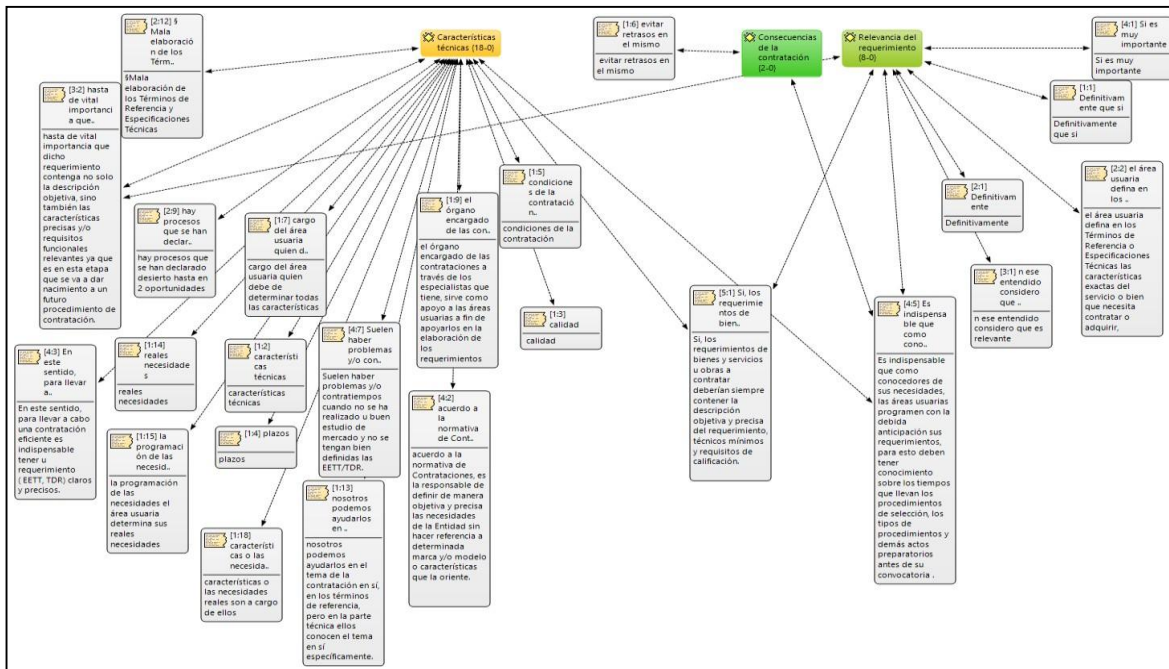 [2:12] §
Mala
elaboración
de los
Térm..
§Mala
elaboración de
los Términos
de Referencia
y
Especificaciones
Técnicas
Características
técnicas {18-0}
[1:6] evitar
retrasos en
el mismo
evitar retrasos
en el mismo
Consecuencias
de la
contratación
{2-0}
Relevancia del
requerimiento
{8-0}
[4:1] Si es
muy
importante
Si es muy
importante
[3:2] hasta
de vital
importanci
a que..
hasta de vital
importancia que
dicho
requerimiento
contenga no solo
la descripción
objetiva, sino
también las
características
precisas y/o
requisitos
funcionales
relevantes ya que
es en esta etapa
que se va a dar
nacimiento a un
futuro
procedimiento de
contratación.
[1:1]
Definitivam
ente que si
Definitivamente
que si
[2:9] hay
procesos
que se han
declar..
hay procesos que
se han declarado
desierto hasta en
2 oportunidades
[1:7] cargo
del área
usuaria
quien d..
cargo del área
usuaria quien
debe de
determinar todas
las características
[1:9] el
órgano
encargado
de las con..
el órgano
encargado de las
contrataciones a
través de los
especialistas que
tiene, sirve como
apoyo a las áreas
usuarias a fin de
apoyarlos en la
elaboración de
los
requerimientos
[1:5]
condicione
s de la
contratació
n..
condiciones de la
contratación
[2:1]
Definitivam
ente
Definitivamente
[2:2] el área
usuaria
defina en
los ..
el área usuaria
defina en los
Términos de
Referencia o
Especificaciones
Técnicas las
características
exactas del
servicio o bien
que necesita
contratar o
adquirir,
[3:1] n ese
entendido
considero
que ..
n ese entendido
considero que es
relevante
[1:3]
calidad
calidad
[5:1] Si, los
requerimie
ntos de
bien..
Si, los
requerimientos de
bienes y servicios
u obras a
contratar
deberían siempre
contener la
descripción
objetiva y precisa
del requerimiento,
técnicos mínimos
y requisitos de
calificación.
[4:5] Es
indispensa
ble que
como
cono..
Es indispensable
que como
conocedores de
sus necesidades,
las áreas usuarias
programen con la
debida
anticipación sus
requerimientos,
para esto deben
tener
conocimiento
sobre los tiempos
que llevan los
procedimientos
de selección, los
tipos de
procedimientos y
demás actos
preparatorios
antes de su
convocatoria .
[4:3] En
este
sentido,
para llevar
a..
En este sentido,
para llevar a cabo
una contratación
eficiente es
indispensable
tener u
requerimiento
( EETT, TDR) claros
y precisos.
[1:14]
reales
necesidade
s
reales
necesidades
[1:2]
característi
cas
técnicas
características
técnicas
[4:7] Suelen
haber
problemas
y/o con..
Suelen haber
problemas y/o
contratiempos
cuando no se ha
realizado u buen
estudio de
mercado y no se
tengan bien
definidas las
EETT/TDR.
[4:2]
acuerdo a
la
normativa
de Cont..
acuerdo a la
normativa de
Contrataciones, es
la responsable de
definir de manera
objetiva y precisa
las necesidades
de la Entidad sin
hacer referencia a
determinada
marca y/o modelo
o características
que la oriente.
[1:15] la
programaci
ón de las
necesid..
la programación
de las
necesidades el
área usuaria
determina sus
reales
necesidades
[1:4] plazos
plazos
[1:13]
nosotros
podemos
ayudarlos
en ..
nosotros
podemos
ayudarlos en el
tema de la
contratación en sí,
en los términos
de referencia,
pero en la parte
técnica ellos
conocen el tema
en sí
específicamente.
[1:18]
característi
cas o las
necesida..
características o
las necesidades
reales son a cargo
de ellos